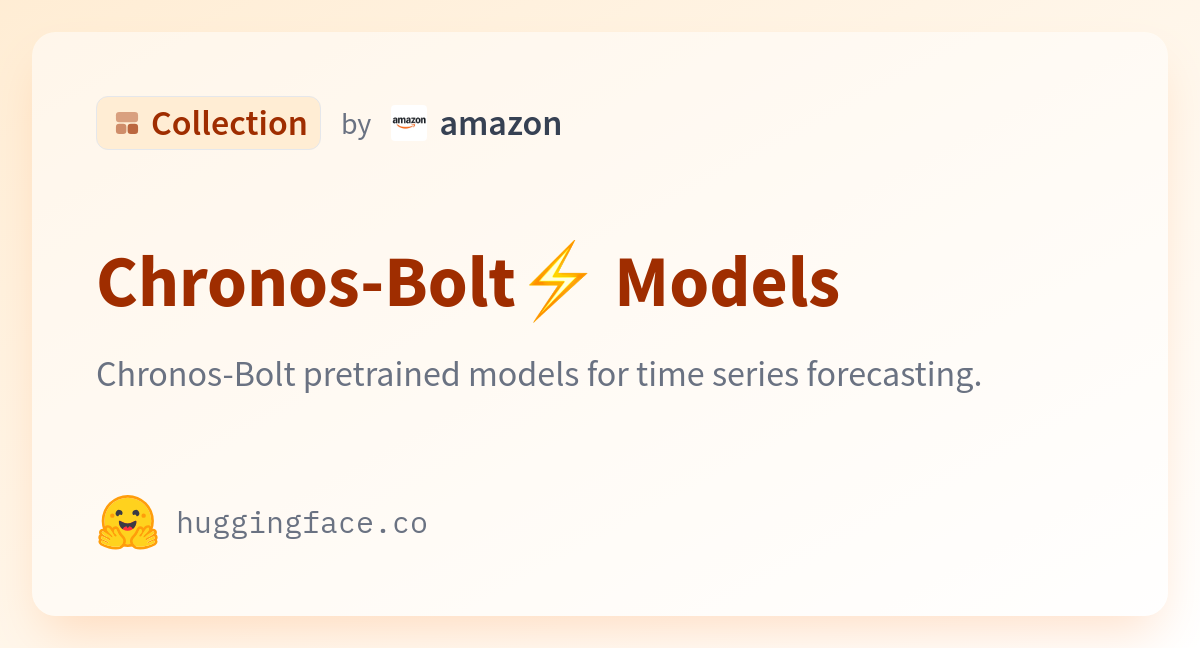 Collection by amazon amazon
Chronos-Bolt⚡ Models
Chronos-Bolt pretrained models for time series forecasting.
huggingface.co